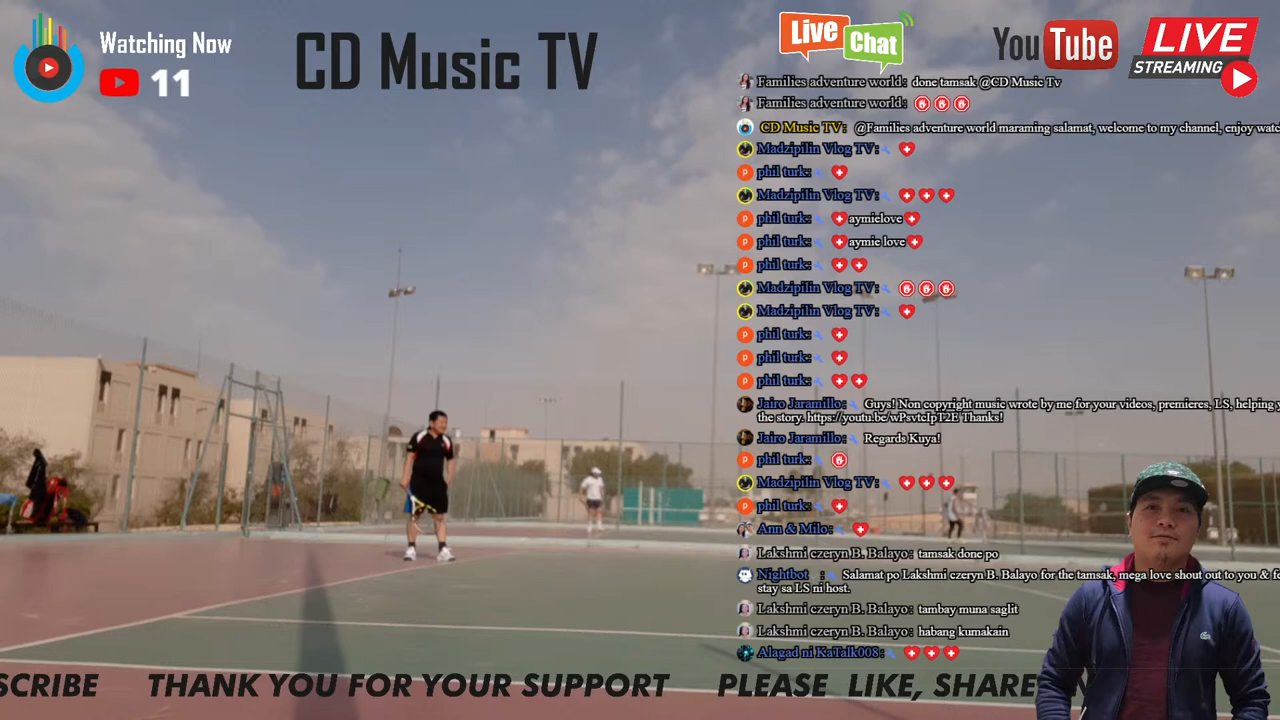 Watching Now
11
CD Music TV
Live Chat
YouTube
LIVE
STREAMING
Families adventure world: done tamsak @CD Music Tv
Families adventure world:
CD Music TV: @Families adventure world maraming salamat, welcome to my channel, enjoy
Madzipilin Vlog TV:
phil turk:
Madzipilin Vlog TV:
phil turk: aymielove
phil turk: aymie love
phil turk:
Madzipilin Vlog TV:
Madzipilin Vlog TV:
phil turk:
phil turk:
phil turk:
Jairo Jaramillo: Guys! Non copyright music wrote by me for your videos, premieres, LS, helping
the story. Thanks!
Jairo Jaramillo: Regards Kuya!
phil turk:
Madzipilin Vlog TV:
phil turk:
Ann & Milo:
Lakshmi czeryn B. Balayo: tamsak done po
Nightbot : Salamat po Lakshmi czeryn B. Balayo for the tamsak, mega love shout out to you &
stay sa LS ni host.
Lakshmi czeryn B. Balayo: tambay muna saglit
Lakshmi czeryn B. Balayo: habang kumakain
Alagad ni KaTalk008:
SCRIBE THANK YOU FOR YOUR SUPPORT PLEASE LIKE, SHARE